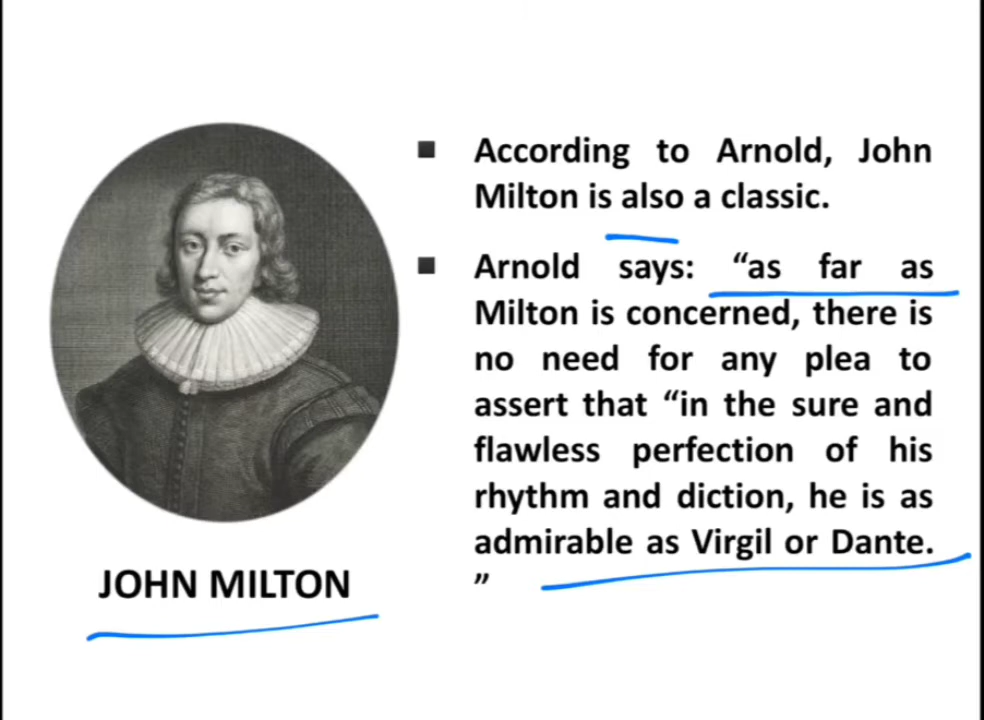 According to Arnold, John
Milton is also a classic.
Arnold says: “as far as
Milton is concerned, there is
no need for any plea to
assert that “in the sure and
flawless perfection of his
rhythm and diction, he is as
admirable as Virgil or Dante.
”
JOHN MILTON